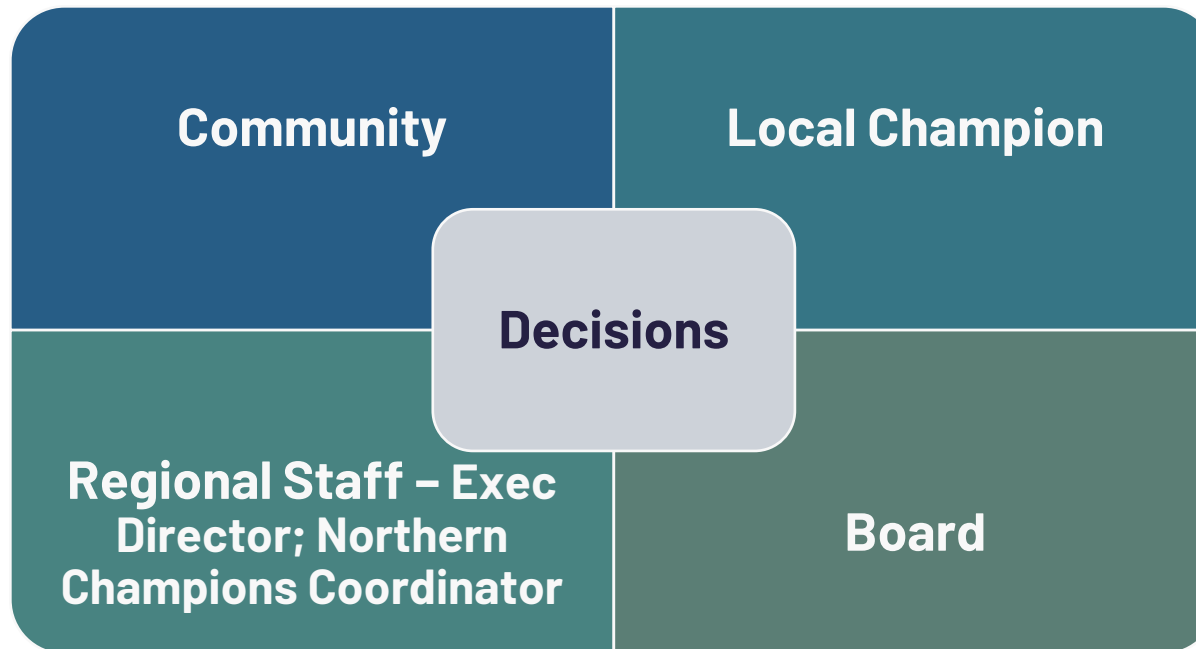 Community
Local Champion
Decisions
Regional Staff – Exec
Director; Northern
Champions Coordinator
Board